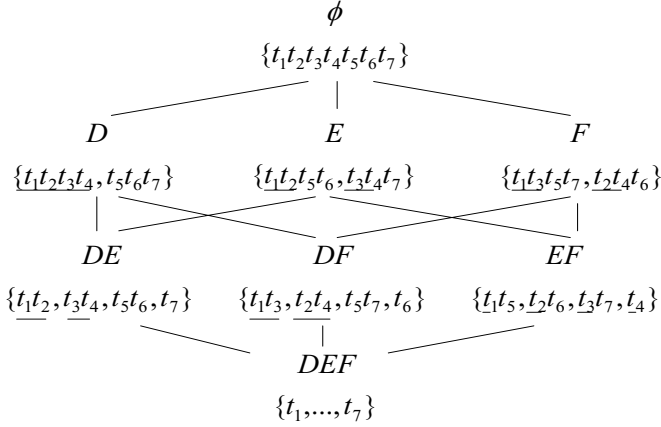 ϕ
{t₁t₂t₃t₄t₅t₆t₇}
D E F
{t₁t₂t₃t₄, t₅t₆t₇} {t₁t₂t₅t₆, t₃t₄t₇} {t₁t₃t₅t₇, t₂t₄t₆}
DE DF EF
{t₁t₂, t₃t₄, t₅t₆, t₇} {t₁t₃, t₂t₄, t₅t₇, t₆} {t₁t₅, t₂t₆, t₃t₇, t₄}
DEF
{t₁,...,t₇}